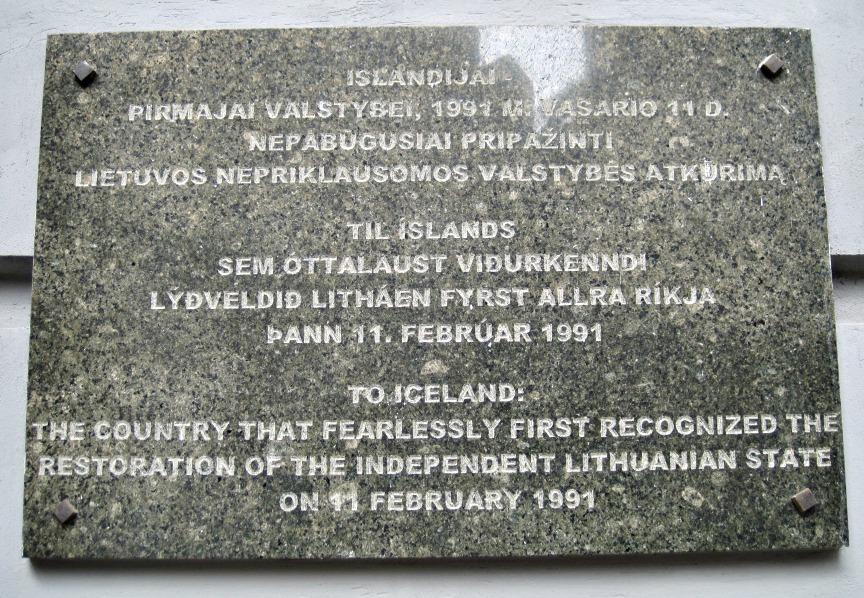 ISLANDIJAI -
PIRMAJAI VALSTYBEI, 1991 M. VASARIO 11 D.
NEPABŪGUSIAI PRIPAŽINTI
LIETUVOS NEPRIKLAUSOMOS VALSTYBĖS ATKŪRIMĄ
TIL ÍSLANDS
SEM ÓTTALAUST VIÐURKENNDI
LÝÐVELDIÐ LITHÁEN FYRST ALLRA RÍKJA
ÞANN 11. FEBRÚAR 1991
TO ICELAND:
THE COUNTRY THAT FEARLESSLY FIRST RECOGNIZED THE
RESTORATION OF THE INDEPENDENT LITHUANIAN STATE
ON 11 FEBRUARY 1991